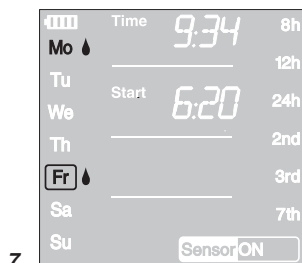 Time 9:34 8h
Mo 12h
Tu
Start 6:20 24h
We
Th 2nd
Fr 3rd
Sa 7th
Su
Sensor ON
7